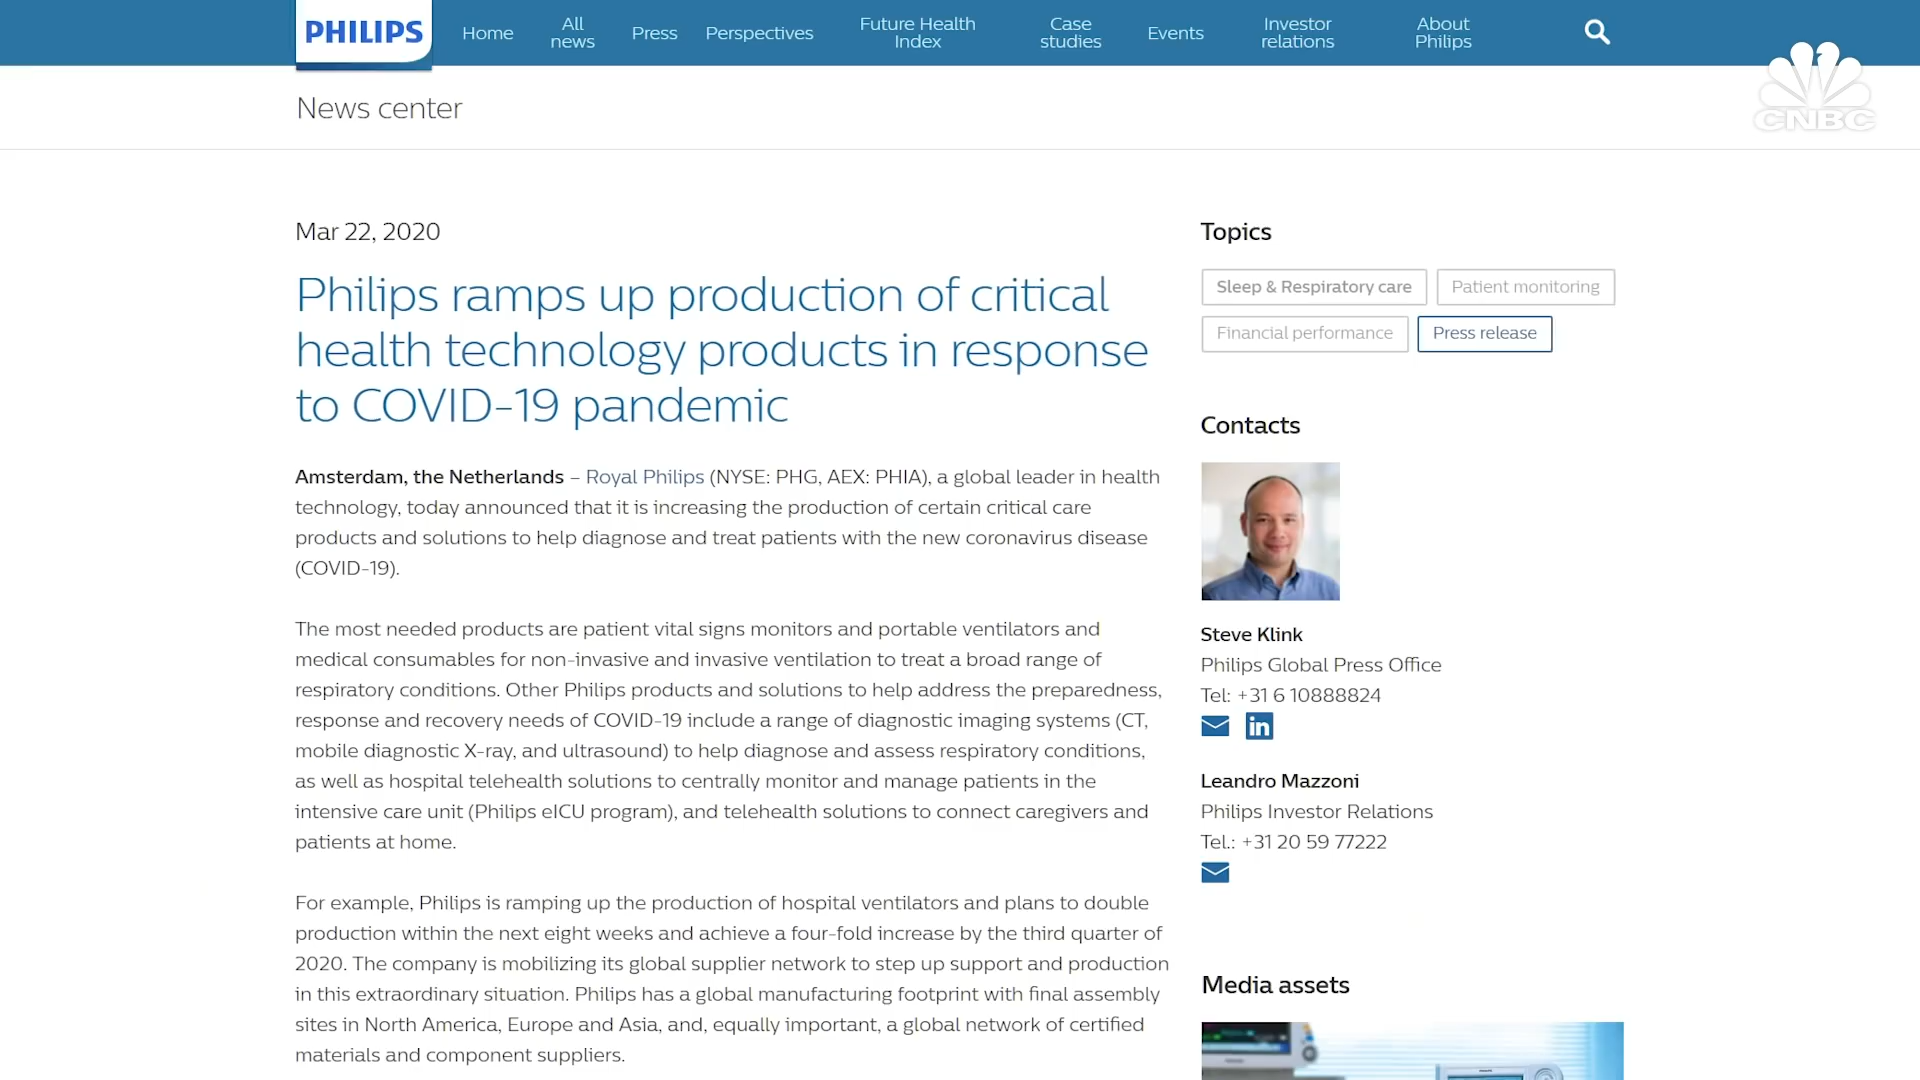 PHILIPS
Home
All
news
Press
Perspectives
Future Health
Index
Case
studies
Events
Investor
relations
About
Philips
CNBC
News center
Mar 22, 2020
Philips ramps up production of critical
health technology products in response
to COVID-19 pandemic
Amsterdam, the Netherlands – Royal Philips (NYSE: PHG, AEX: PHIA), a global leader in health
technology, today announced that it is increasing the production of certain critical care
products and solutions to help diagnose and treat patients with the new coronavirus disease
(COVID-19).
The most needed products are patient vital signs monitors and portable ventilators and
medical consumables for non-invasive and invasive ventilation to treat a broad range of
respiratory conditions. Other Philips products and solutions to help address the preparedness,
response and recovery needs of COVID-19 include a range of diagnostic imaging systems (CT,
mobile diagnostic X-ray, and ultrasound) to help diagnose and assess respiratory conditions,
as well as hospital telehealth solutions to centrally monitor and manage patients in the
intensive care unit (Philips eICU program), and telehealth solutions to connect caregivers and
patients at home.
For example, Philips is ramping up the production of hospital ventilators and plans to double
production within the next eight weeks and achieve a four-fold increase by the third quarter of
2020. The company is mobilizing its global supplier network to step up support and production
in this extraordinary situation. Philips has a global manufacturing footprint with final assembly
sites in North America, Europe and Asia, and, equally important, a global network of certified
materials and component suppliers.
Topics
Sleep & Respiratory care
Patient monitoring
Financial performance
Press release
Contacts
Steve Klink
Philips Global Press Office
Tel: +31 6 10888824
in
Leandro Mazzoni
Philips Investor Relations
Tel.: +31 20 59 77222
Media assets